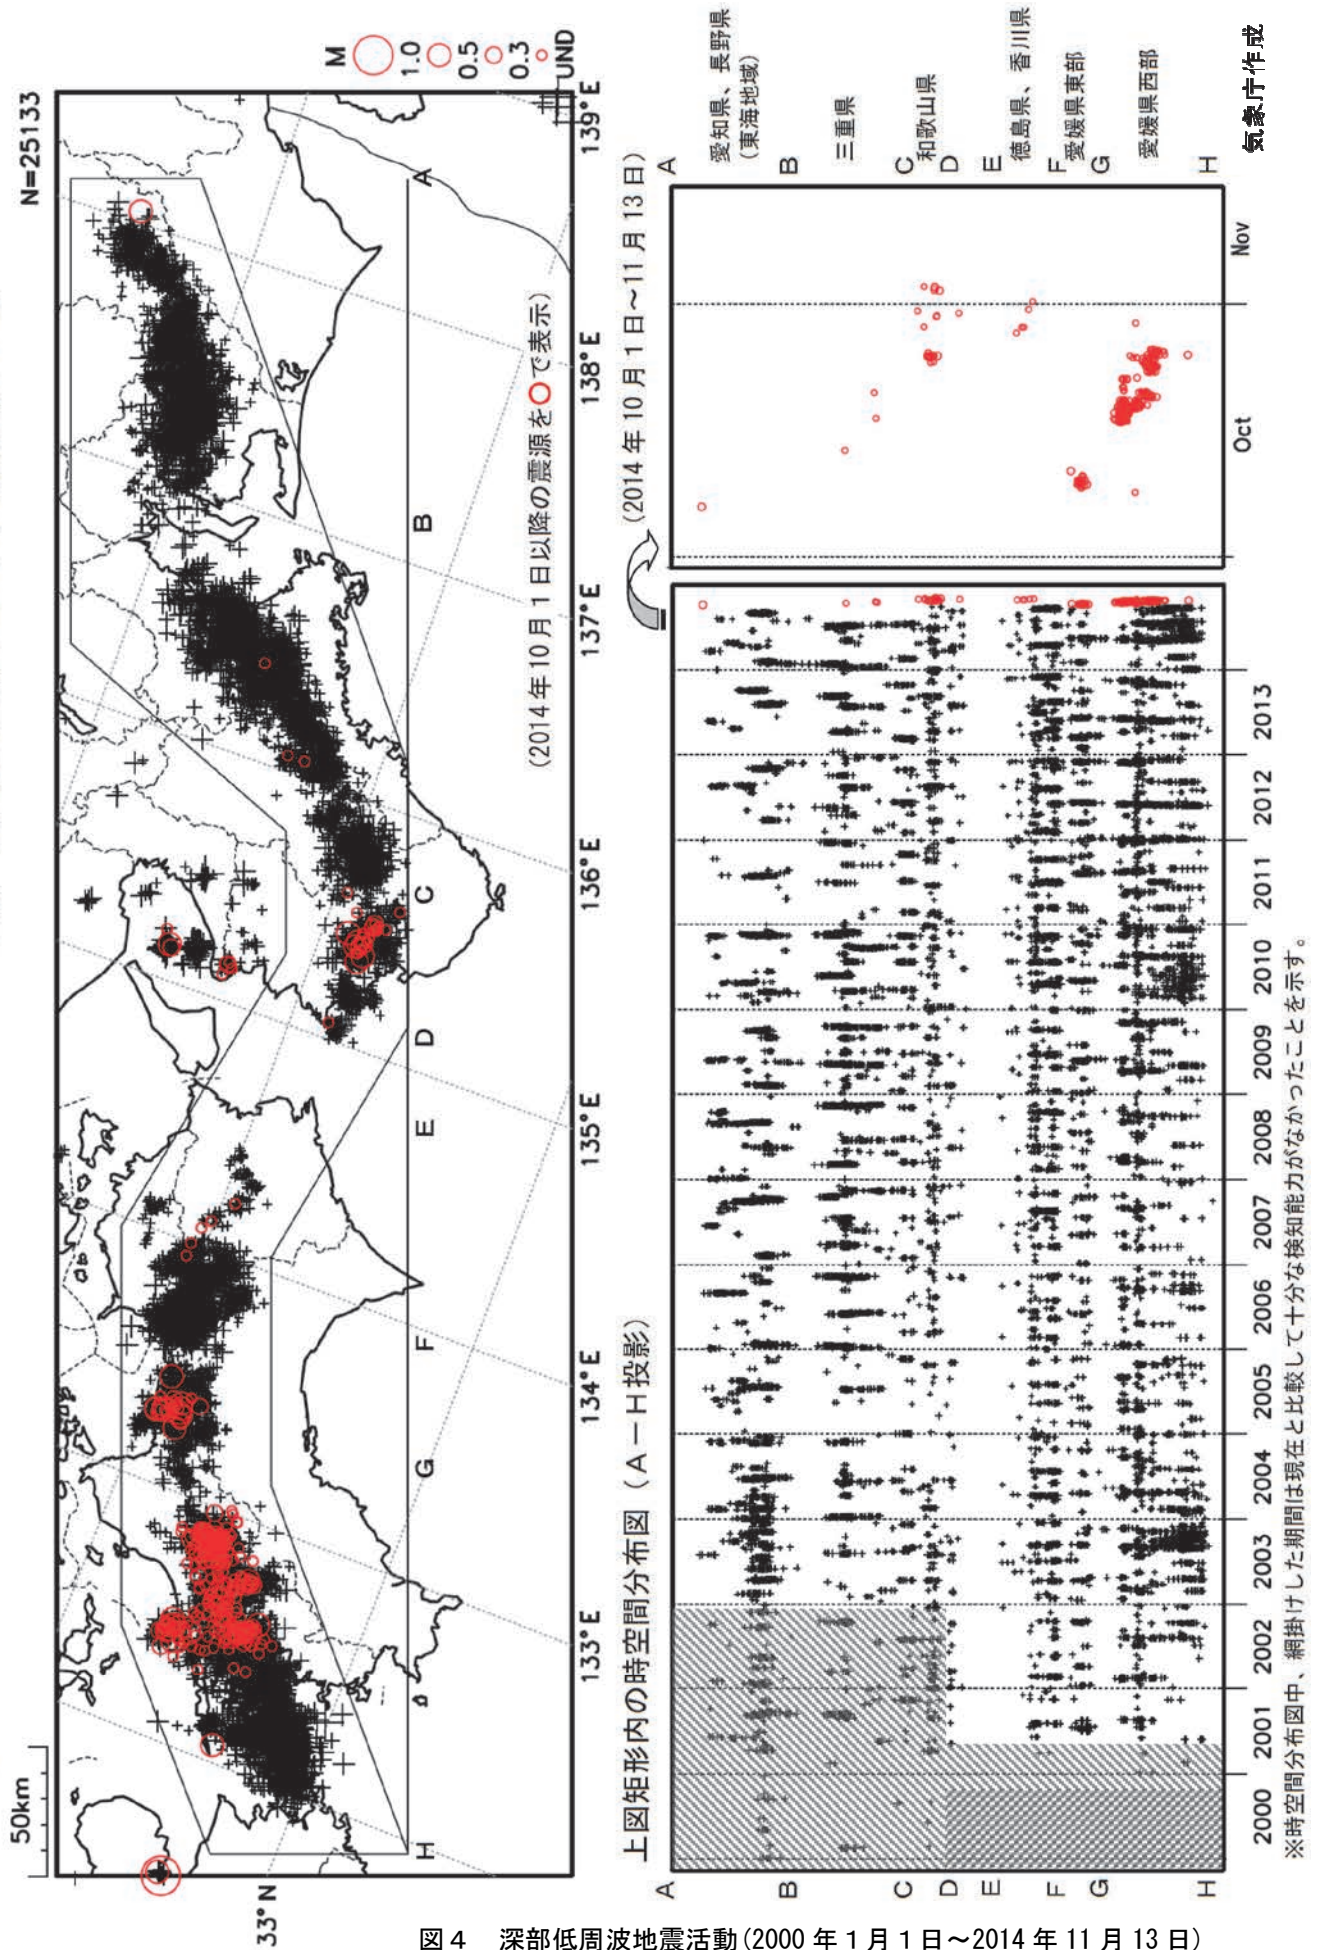 N=25133
50km
M
1.0
0.5
0.3
UND
33°N
133°E
134°E
135°E
136°E
137°E
138°E
139°E
H
G
F
E
D
C
B
A
(2014年10月1日以降の震源を○で表示)
上図矩形内の時空間分布図(A-H投影)
(2014年10月1日~11月13日)
A
B
C
D
E
F
G
H
2000
2001
2002
2003
2004
2005
2006
2007
2008
2009
2010
2011
2012
2013
Oct
Nov
A
愛知県、長野県
(東海地域)
B
三重県
C
和歌山県
D
E
徳島県、香川県
F
愛媛県東部
G
愛媛県西部
H
※時空間分布図中、網掛けした期間は現在と比較して十分な検知能力がなかったことを示す。
気象庁作成
図4 深部低周波地震活動(2000年1月1日~2014年11月13日)